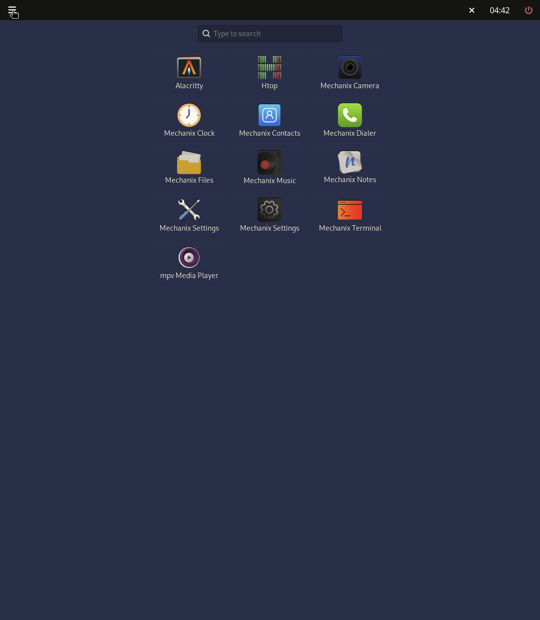 04:42
Type to search
Alacritty
Htop
Mechanix Camera
Mechanix Clock
Mechanix Contacts
Mechanix Dialer
Mechanix Files
Mechanix Music
Mechanix Notes
Mechanix Settings
Mechanix Settings
Mechanix Terminal
mpv Media Player